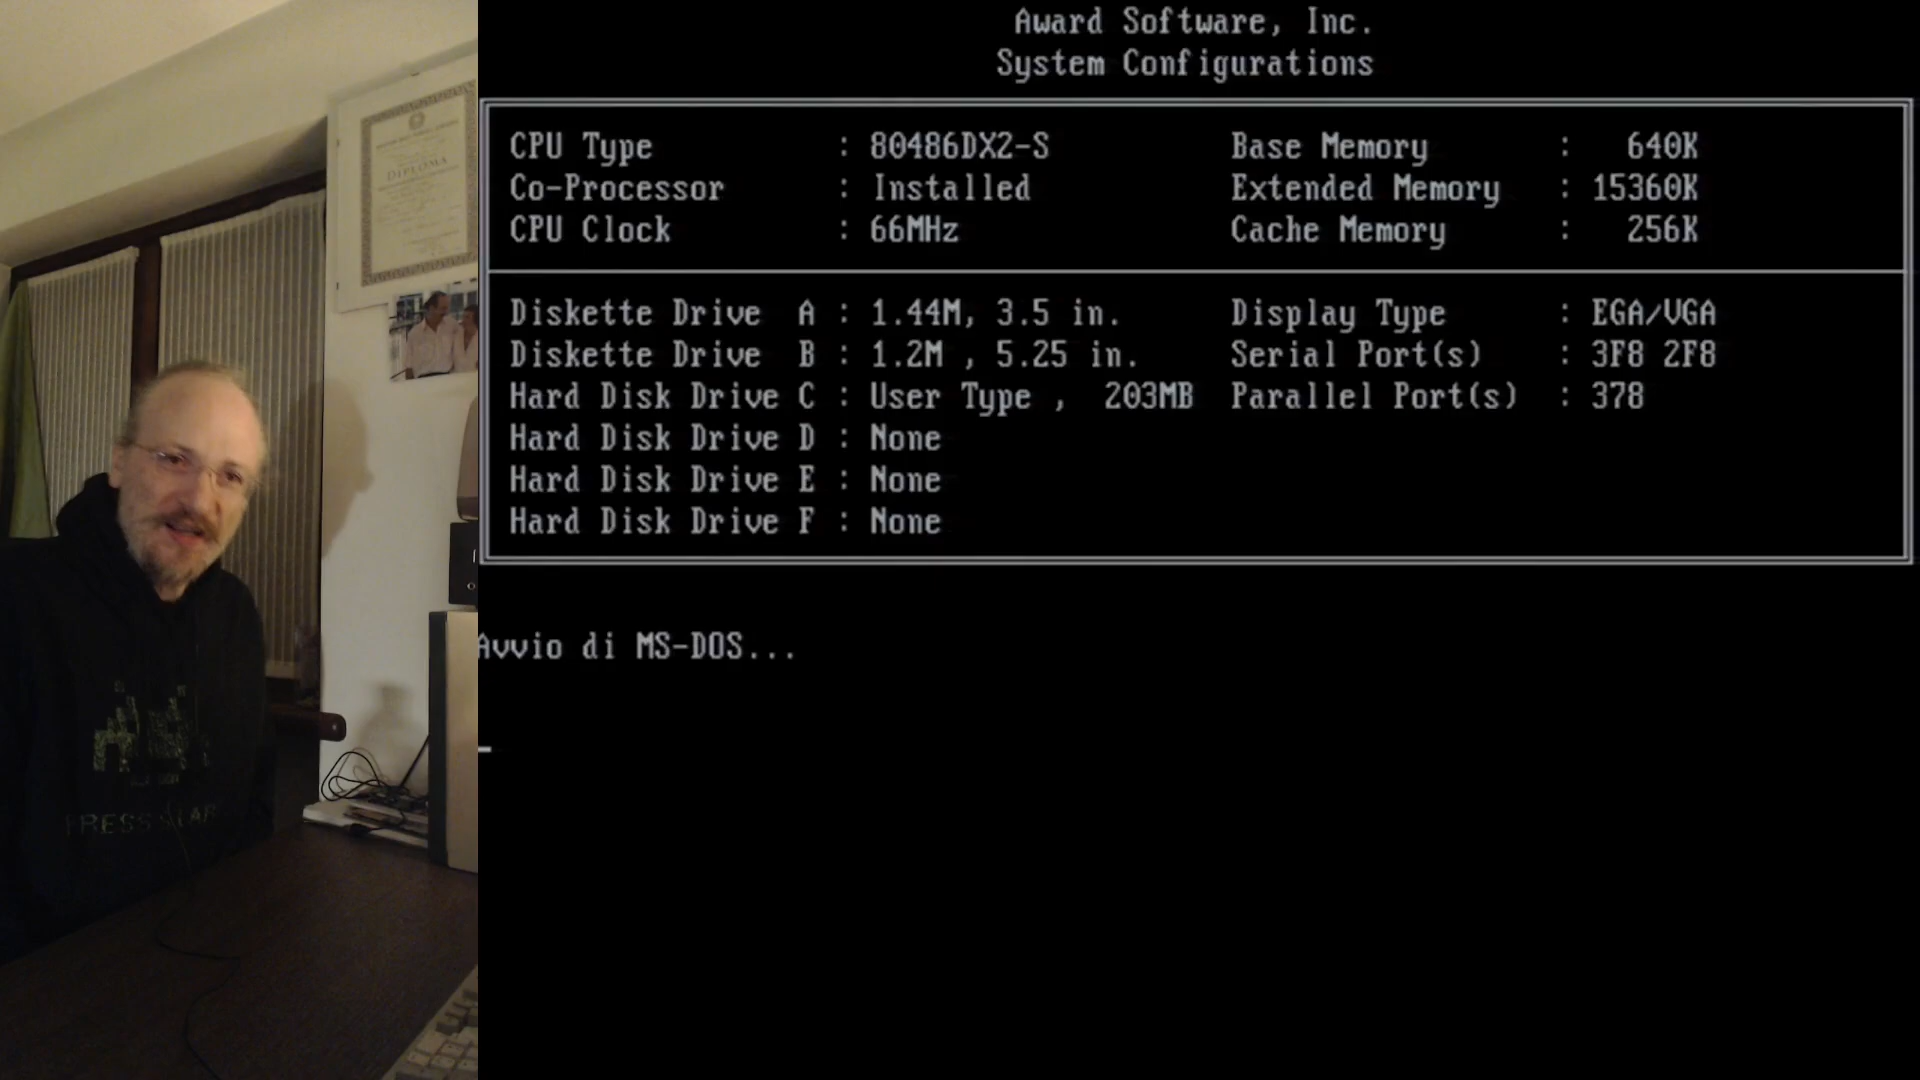 Award Software, Inc.
System Configurations
CPU Type : 80486DX2-S Base Memory : 640K
Co-Processor : Installed Extended Memory : 15360K
CPU Clock : 66MHz Cache Memory : 256K
Diskette Drive A : 1.44M, 3.5 in. Display Type : EGA/VGA
Diskette Drive B : 1.2M , 5.25 in. Serial Port(s) : 3F8 2F8
Hard Disk Drive C : User Type , 203MB Parallel Port(s) : 378
Hard Disk Drive D : None
Hard Disk Drive E : None
Hard Disk Drive F : None
Avvio di MS-DOS...
DIPLOMA